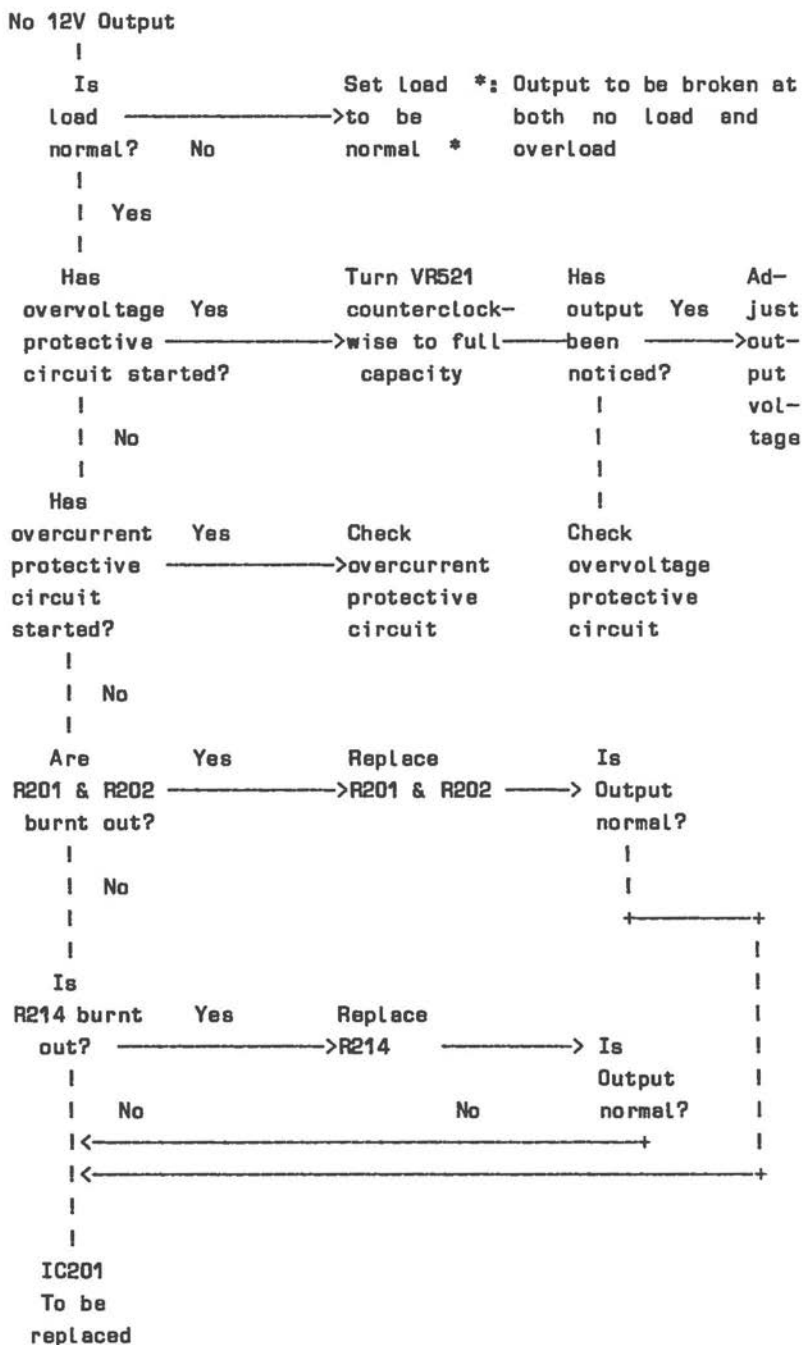 No 12V Output
Is Set Load *: Output to be broken at
load to be both no load and
normal? No normal * overload
Yes
Has Turn VR521 Has Ad-
overvoltage Yes counterclock- output Yes just
protective wise to full been out-
circuit started? capacity noticed? put
vol-
No tage
Has
overcurrent Yes Check Check
protective overcurrent overvoltage
circuit protective protective
started? circuit circuit
No
Are Yes Replace Is
R201 & R202 R201 & R202 Output
burnt out? normal?
No
Is
R214 burnt Yes Replace
out? R214 Is
Output
No No normal?
IC201
To be
replaced